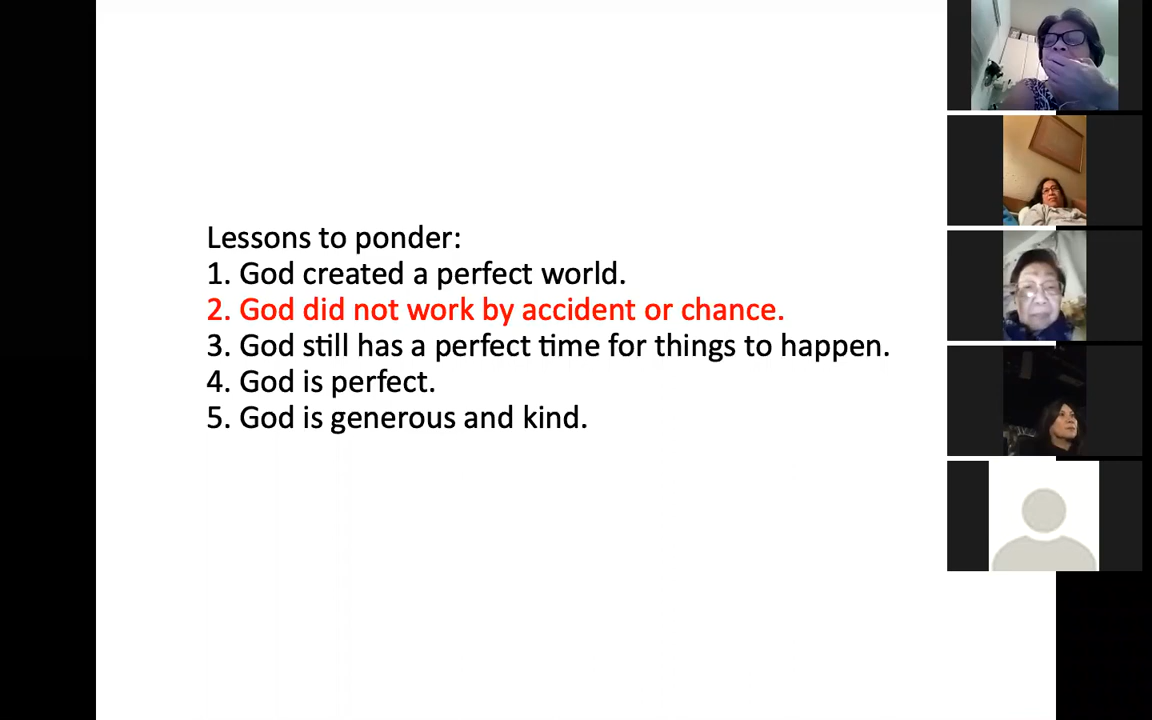 Lessons to ponder:
1. God created a perfect world.
2. God did not work by accident or chance.
3. God still has a perfect time for things to happen.
4. God is perfect.
5. God is generous and kind.